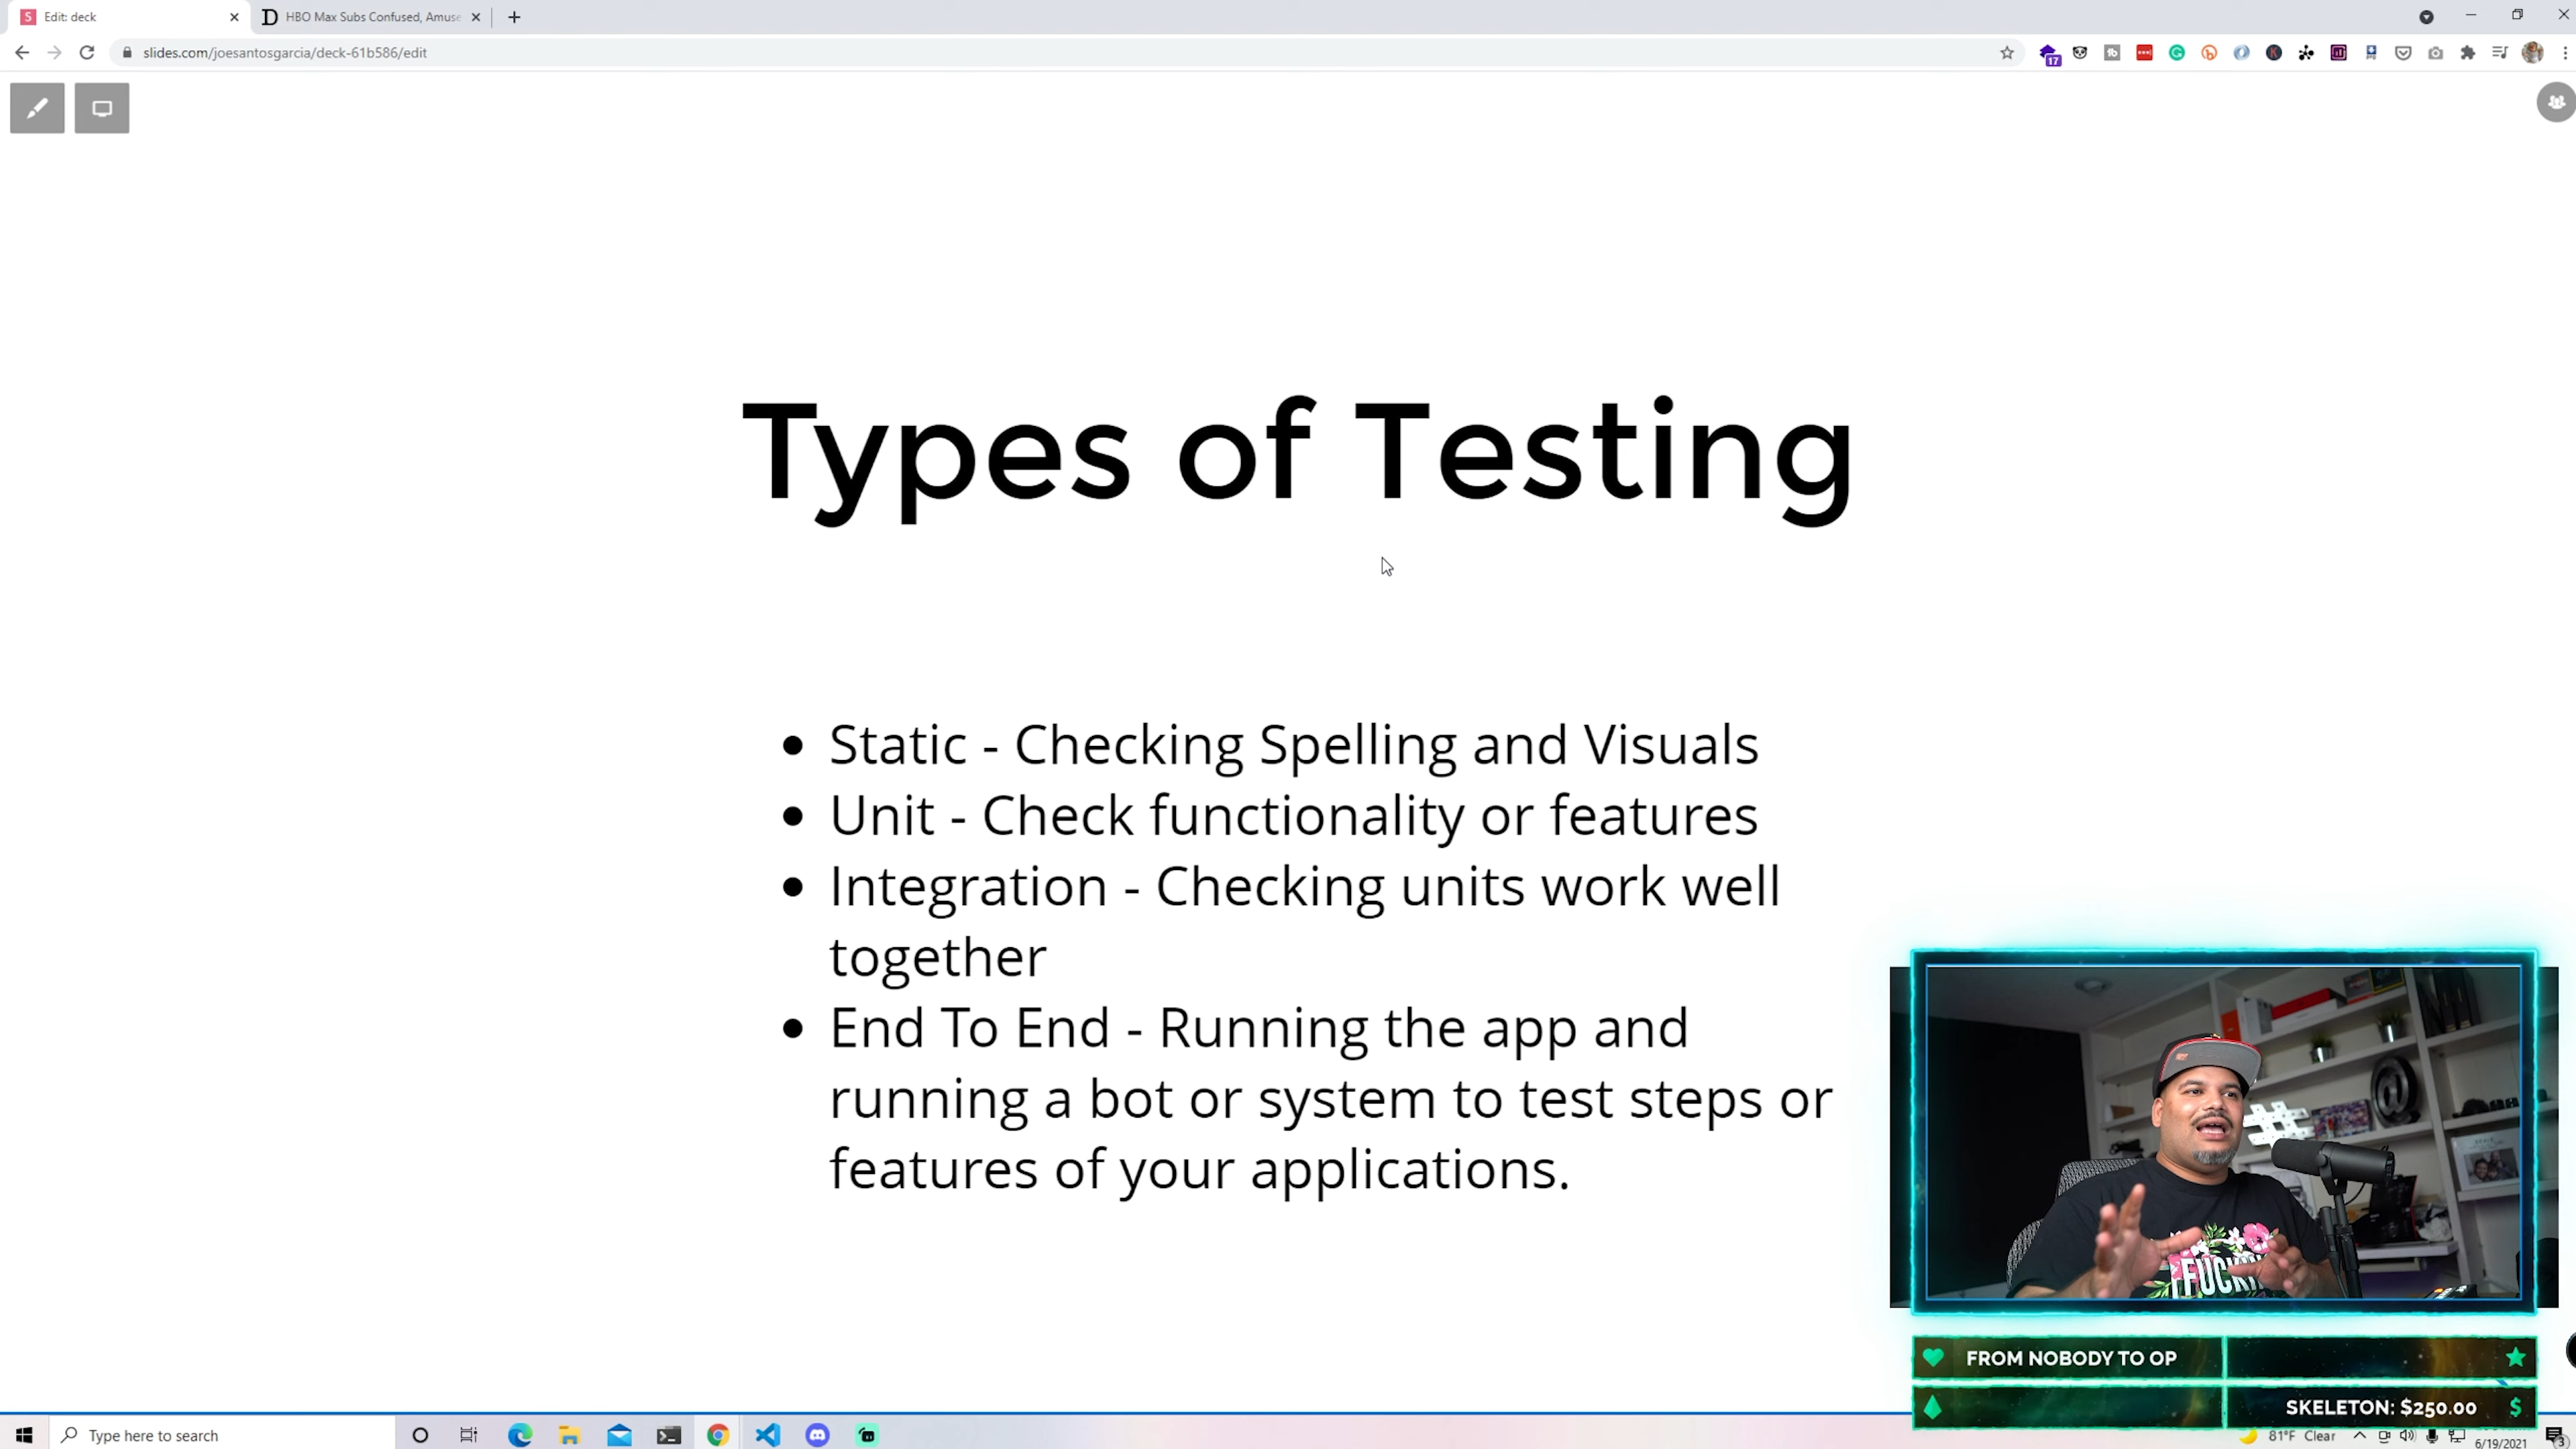 Edit: deck
HBO Max Subs Confused, Amuse
slides.com/joesantosgarcia/deck-61b586/edit
17
Types of Testing
Static - Checking Spelling and Visuals
Unit - Check functionality or features
Integration - Checking units work well
together
End To End - Running the app and
running a bot or system to test steps or
features of your applications.
FROM NOBODY TO OP
SKELETON: $250.00
Type here to search
81°F Clear
6/19/2021